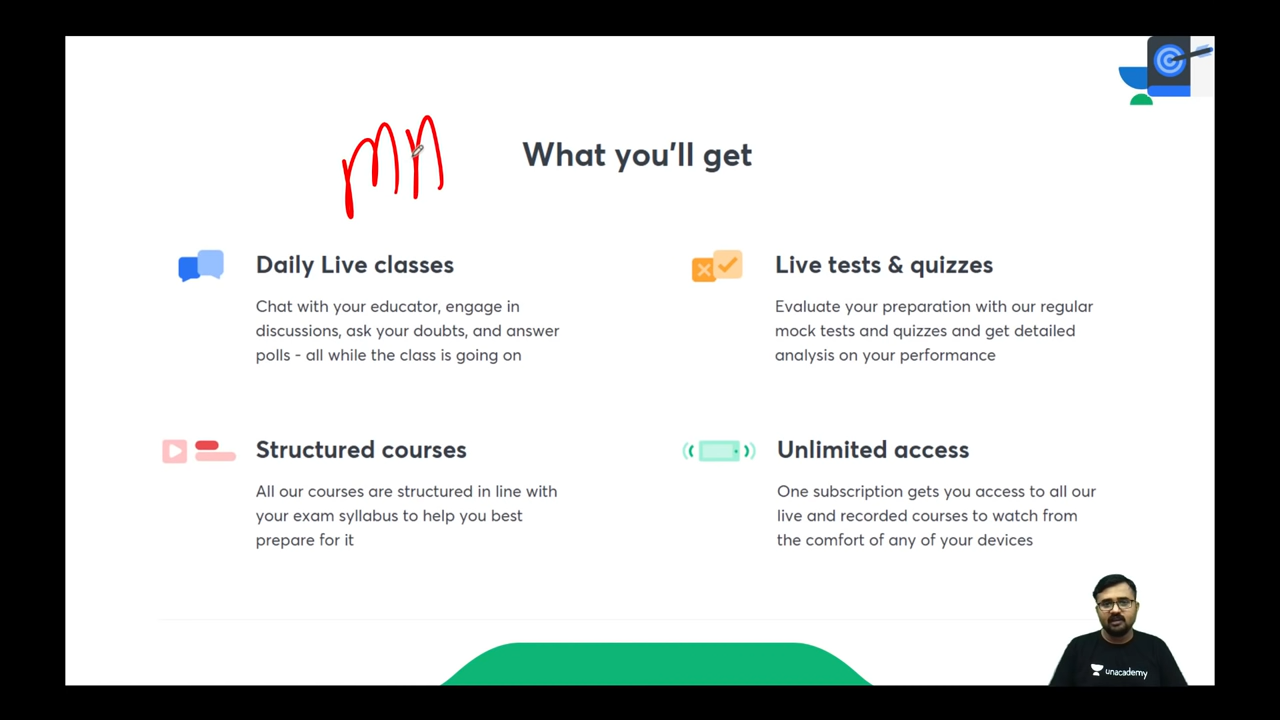 What you'll get
Daily Live classes
Chat with your educator, engage in
discussions, ask your doubts, and answer
polls - all while the class is going on
Live tests & quizzes
Evaluate your preparation with our regular
mock tests and quizzes and get detailed
analysis on your performance
Structured courses
All our courses are structured in line with
your exam syllabus to help you best
prepare for it
Unlimited access
One subscription gets you access to all our
live and recorded courses to watch from
the comfort of any of your devices
unacademy